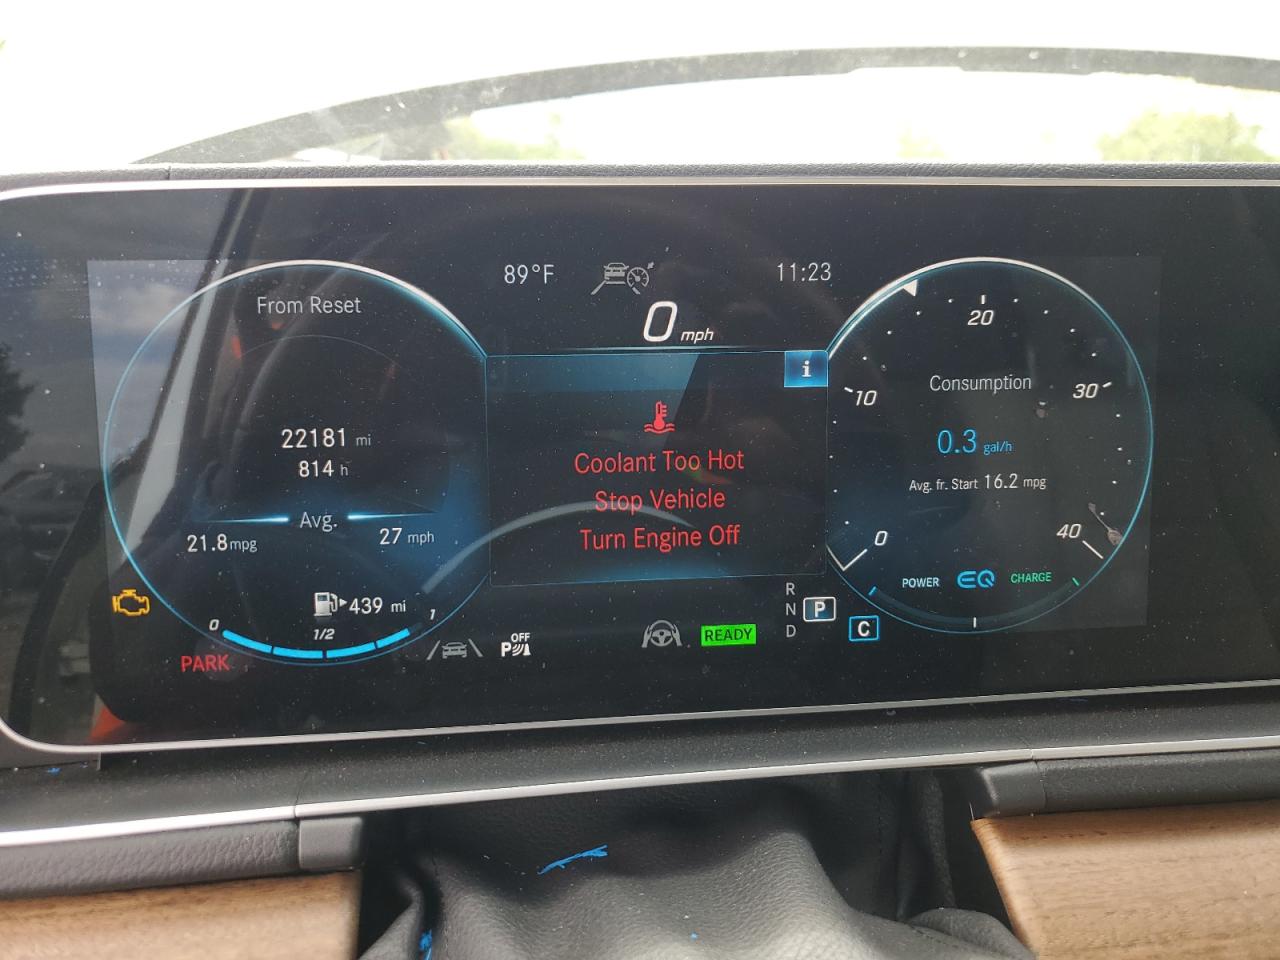 89°F
11:23
From Reset
0 mph
20
i
10
30
Consumption
22181 mi
814 h
Coolant Too Hot
0.3 gal/h
Stop Vehicle
Avg. fr. Start 16.2 mpg
Avg.
21.8 mpg
27 mph
Turn Engine Off
0
40
POWER EQ CHARGE
439 mi
0 1/2 1
R
N P
D
C
PARK
OFF
P
READY